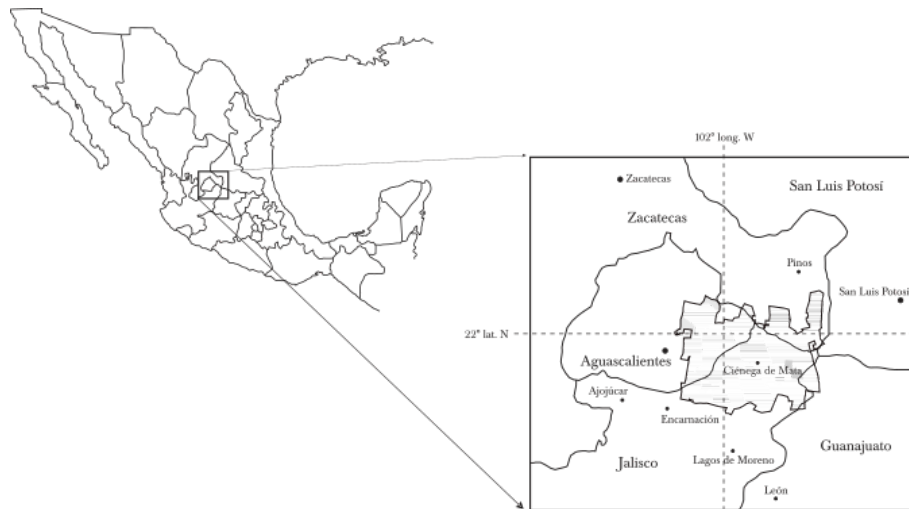 102° long. W
Zacatecas
San Luis Potosí
Zacatecas
Pinos
San Luis Potosí
22° lat. N
Aguascalientes
Ciénega de Mata
Ajojúcar
Encarnación
Guanajuato
Jalisco
Lagos de Moreno
León